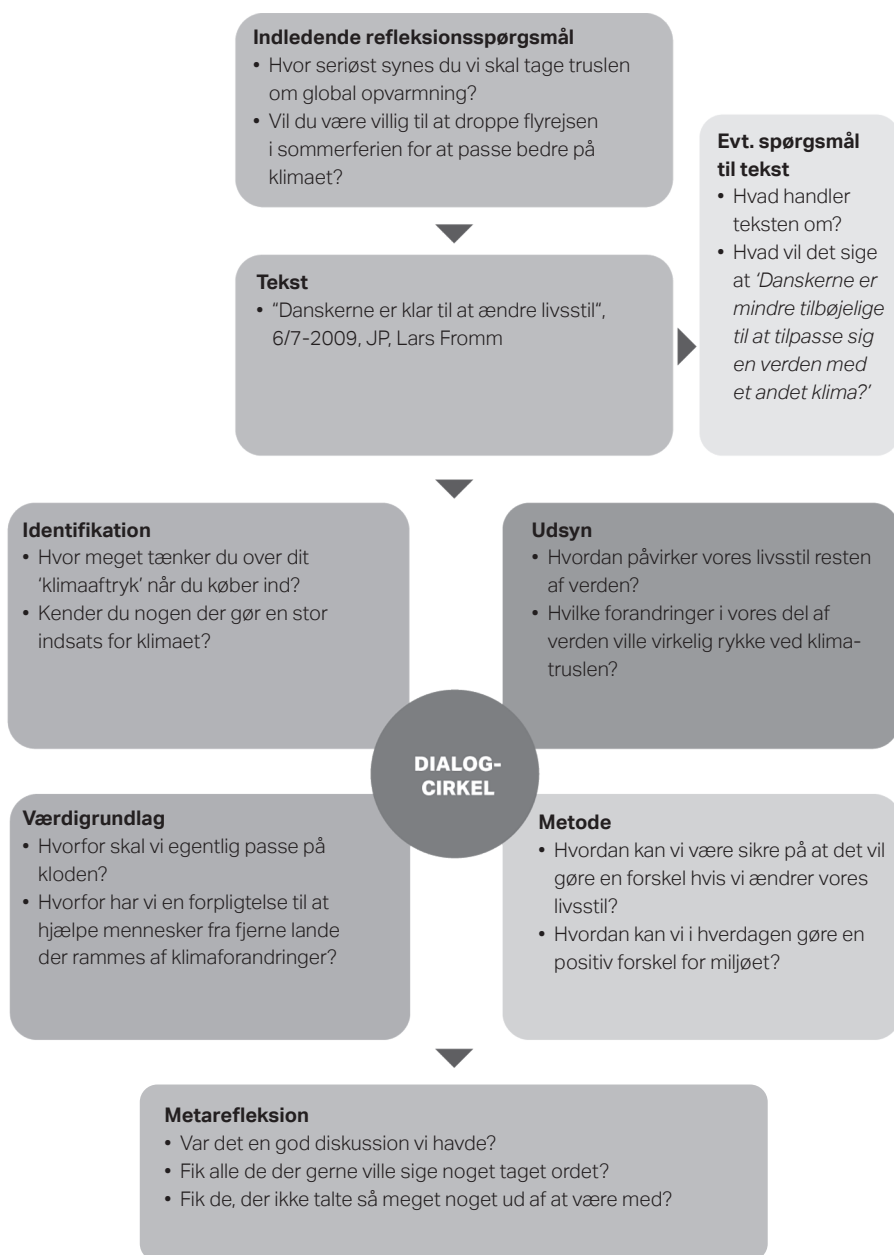 Indledende refleksionsspørgsmål
• Hvor seriøst synes du vi skal tage truslen
om global opvarmning?
• Vil du være villig til at droppe flyrejsen
i sommerferien for at passe bedre på
klimaet?
Evt. spørgsmål
til tekst
• Hvad handler
teksten om?
• Hvad vil det sige
at 'Danskerne er
mindre tilbøjelige
til at tilpasse sig
en verden med
et andet klima?'
Tekst
• "Danskerne er klar til at ændre livsstil",
6/7-2009, JP, Lars Fromm
Identifikation
• Hvor meget tænker du over dit
'klimaaftryk' når du køber ind?
• Kender du nogen der gør en stor
indsats for klimaet?
Udsyn
• Hvordan påvirker vores livsstil resten
af verden?
• Hvilke forandringer i vores del af
verden ville virkelig rykke ved klima-
truslen?
DIALOG-
CIRKEL
Værdigrundlag
• Hvorfor skal vi egentlig passe på
kloden?
• Hvorfor har vi en forpligtelse til at
hjælpe mennesker fra fjerne lande
der rammes af klimaforandringer?
Metode
• Hvordan kan vi være sikre på at det vil
gøre en forskel hvis vi ændrer vores
livsstil?
• Hvordan kan vi i hverdagen gøre en
positiv forskel for miljøet?
Metarefleksion
• Var det en god diskussion vi havde?
• Fik alle de der gerne ville sige noget taget ordet?
• Fik de, der ikke talte så meget noget ud af at være med?